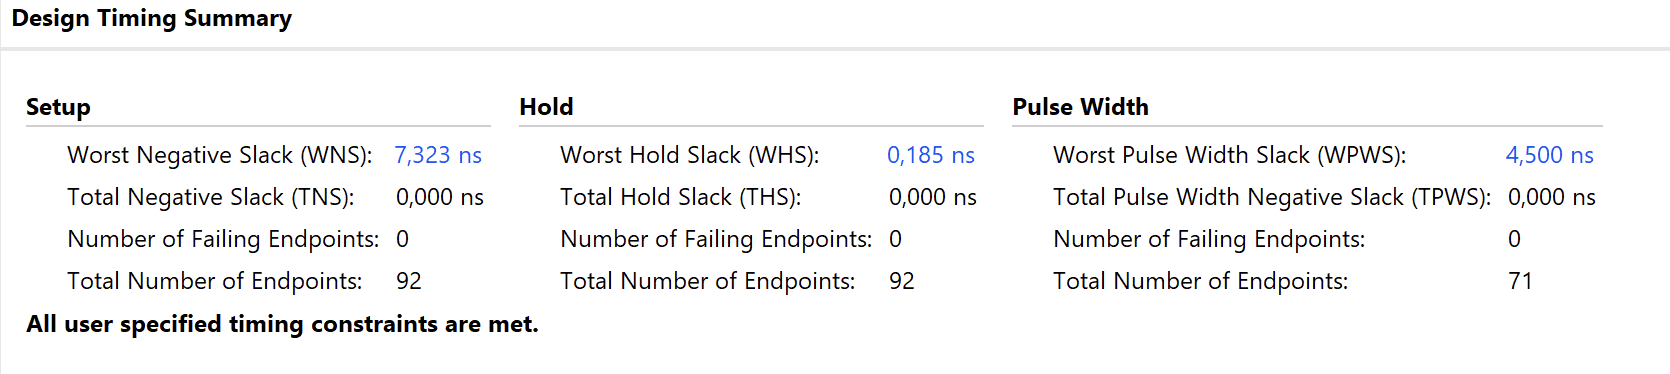 Design Timing Summary
Setup
Worst Negative Slack (WNS): 7,323 ns
Total Negative Slack (TNS): 0,000 ns
Number of Failing Endpoints: 0
Total Number of Endpoints: 92
Hold
Worst Hold Slack (WHS): 0,185 ns
Total Hold Slack (THS): 0,000 ns
Number of Failing Endpoints: 0
Total Number of Endpoints: 92
Pulse Width
Worst Pulse Width Slack (WPWS): 4,500 ns
Total Pulse Width Negative Slack (TPWS): 0,000 ns
Number of Failing Endpoints: 0
Total Number of Endpoints: 71
All user specified timing constraints are met.